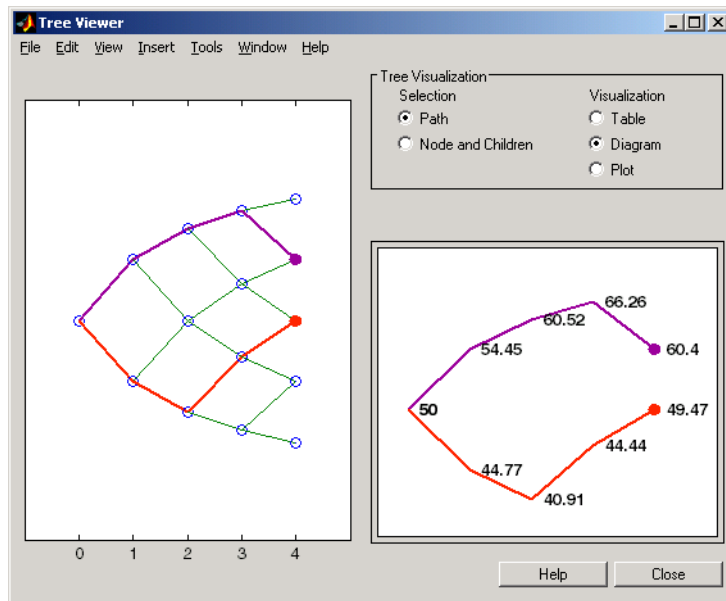 Tree Viewer
File Edit View Insert Tools Window Help
Tree Visualization
Selection
Path
Node and Children
Visualization
Table
Diagram
Plot
0 1 2 3 4
66.26
60.52
54.45
60.4
50
49.47
44.44
44.77
40.91
Help
Close